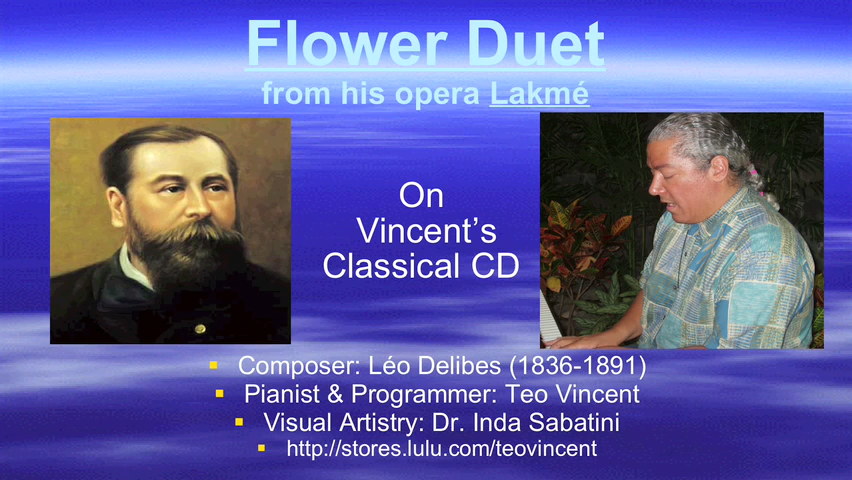 Flower Duet
from his opera Lakmé
On
Vincent’s
Classical CD
Composer: Léo Delibes (1836-1891)
Pianist & Programmer: Teo Vincent
Visual Artistry: Dr. Inda Sabatini
http://stores.lulu.com/teovincent